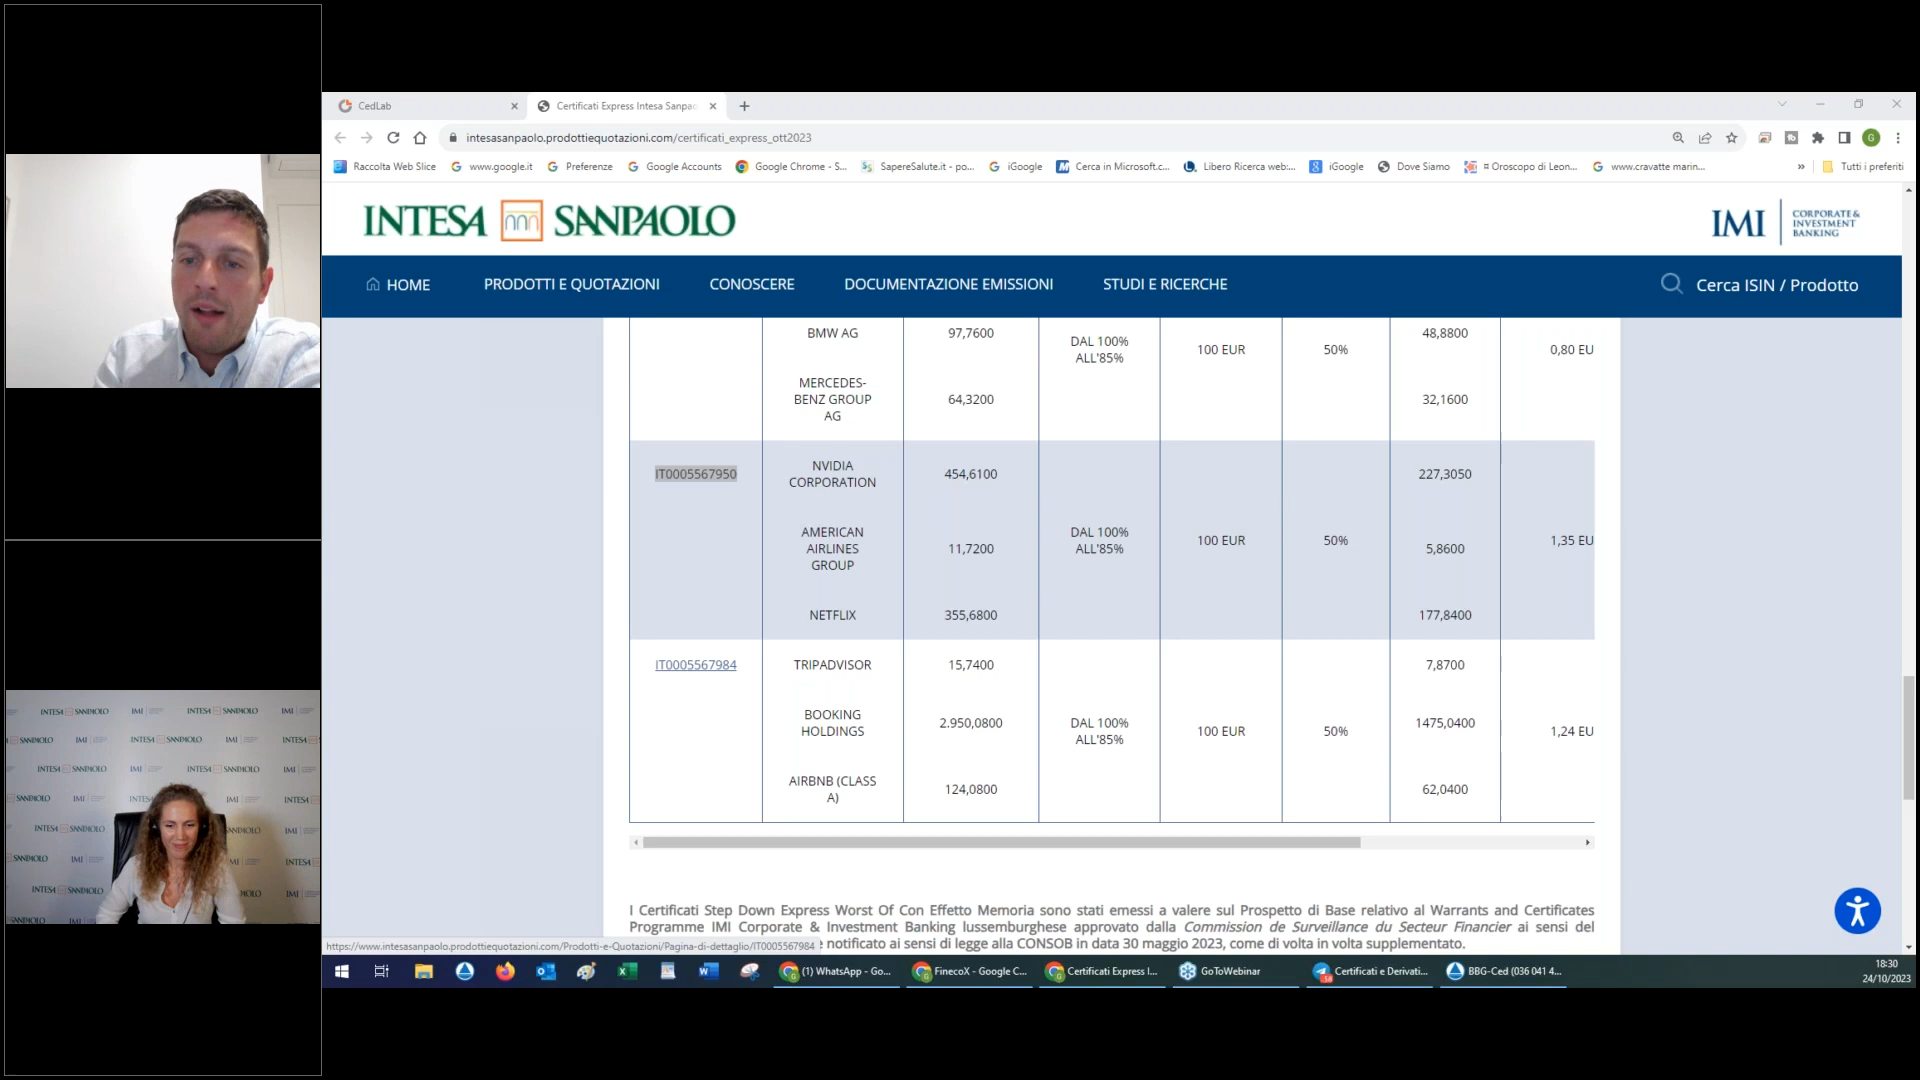 CedLab
Certificati Express Intesa Sanpao
intesasanpaolo.prodottiequotazioni.com/certificati_express_ott2023
Raccolta Web Slice
www.google.it
Preferenze
Google Accounts
Google Chrome - S...
SapereSalute.it - po...
iGoogle
Cerca in Microsoft.c...
Libero Ricerca web:...
iGoogle
Dove Siamo
¤ Oroscopo di Leon...
www.cravatte marin...
»
Tutti i preferiti
INTESA SANPAOLO
IMI CORPORATE & INVESTMENT BANKING
HOME
PRODOTTI E QUOTAZIONI
CONOSCERE
DOCUMENTAZIONE EMISSIONI
STUDI E RICERCHE
Cerca ISIN / Prodotto
BMW AG
97,7600
DAL 100%
ALL'85%
100 EUR
50%
48,8800
0,80 EU
MERCEDES-
BENZ GROUP
AG
64,3200
32,1600
IT0005567950
NVIDIA
CORPORATION
454,6100
227,3050
AMERICAN
AIRLINES
GROUP
11,7200
DAL 100%
ALL'85%
100 EUR
50%
5,8600
1,35 EU
NETFLIX
355,6800
177,8400
IT0005567984
TRIPADVISOR
15,7400
7,8700
BOOKING
HOLDINGS
2.950,0800
DAL 100%
ALL'85%
100 EUR
50%
1475,0400
1,24 EU
AIRBNB (CLASS
A)
124,0800
62,0400
I Certificati Step Down Express Worst Of Con Effetto Memoria sono stati emessi a valere sul Prospetto di Base relativo al Warrants and Certificates
Programme IMI Corporate & Investment Banking lussemburghese approvato dalla Commission de Surveillance du Secteur Financier ai sensi del
e notificato ai sensi di legge alla CONSOB in data 30 maggio 2023, come di volta in volta supplementato.
https://www.intesasanpaolo.prodottiequotazioni.com/Prodotti-e-Quotazioni/Pagina-di-dettaglio/IT0005567984
(1) WhatsApp - Go...
FinecoX - Google C...
Certificati Express I...
GoToWebinar
Certificati e Derivati...
BBG-Ced (036 041 4...
18:30
24/10/2023